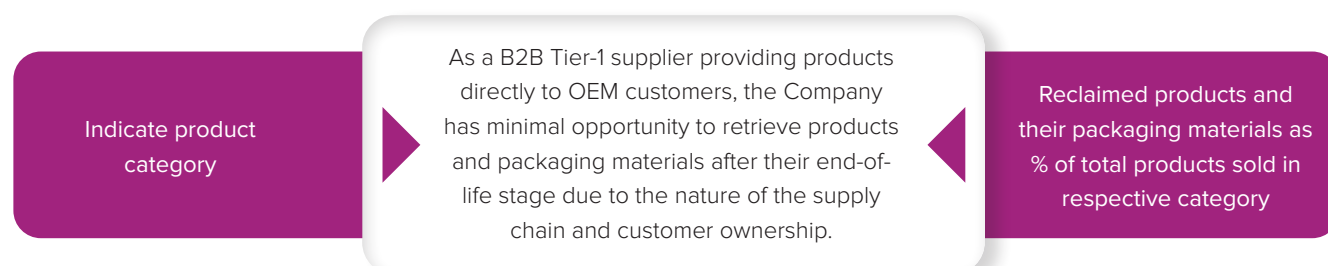 Indicate product
category
As a B2B Tier-1 supplier providing products
directly to OEM customers, the Company
has minimal opportunity to retrieve products
and packaging materials after their end-of-
life stage due to the nature of the supply
chain and customer ownership.
Reclaimed products and
their packaging materials as
% of total products sold in
respective category